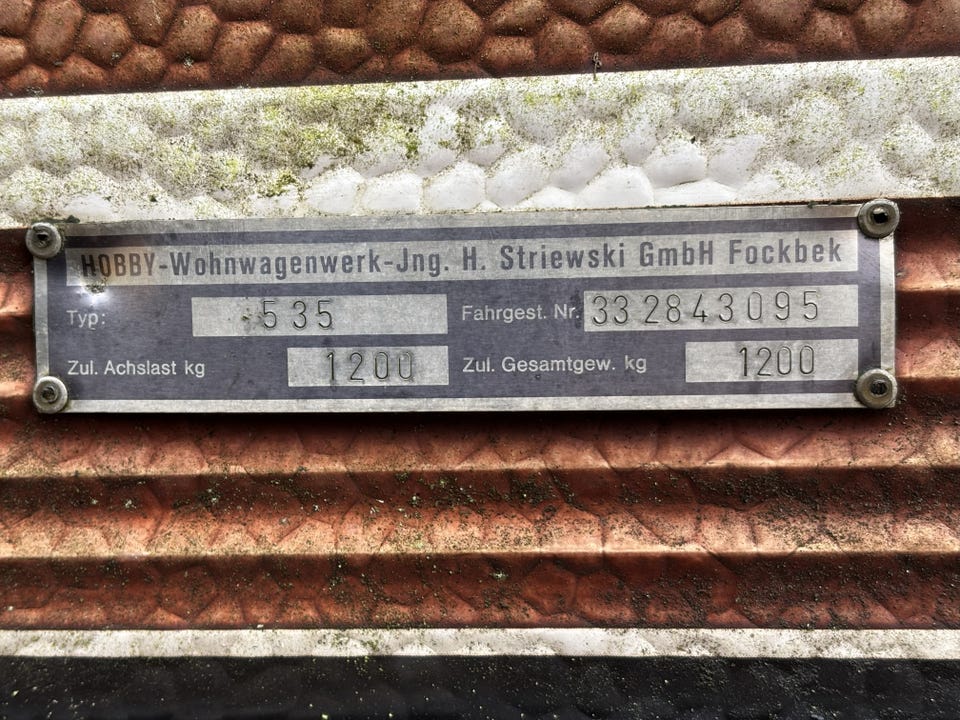 HOBBY-Wohnwagenwerk-Jng. H. Striewski GmbH Fockbek
Typ: 535 Fahrgest. Nr. 332843095
Zul. Achslast kg 1200 Zul. Gesamtgew. kg 1200